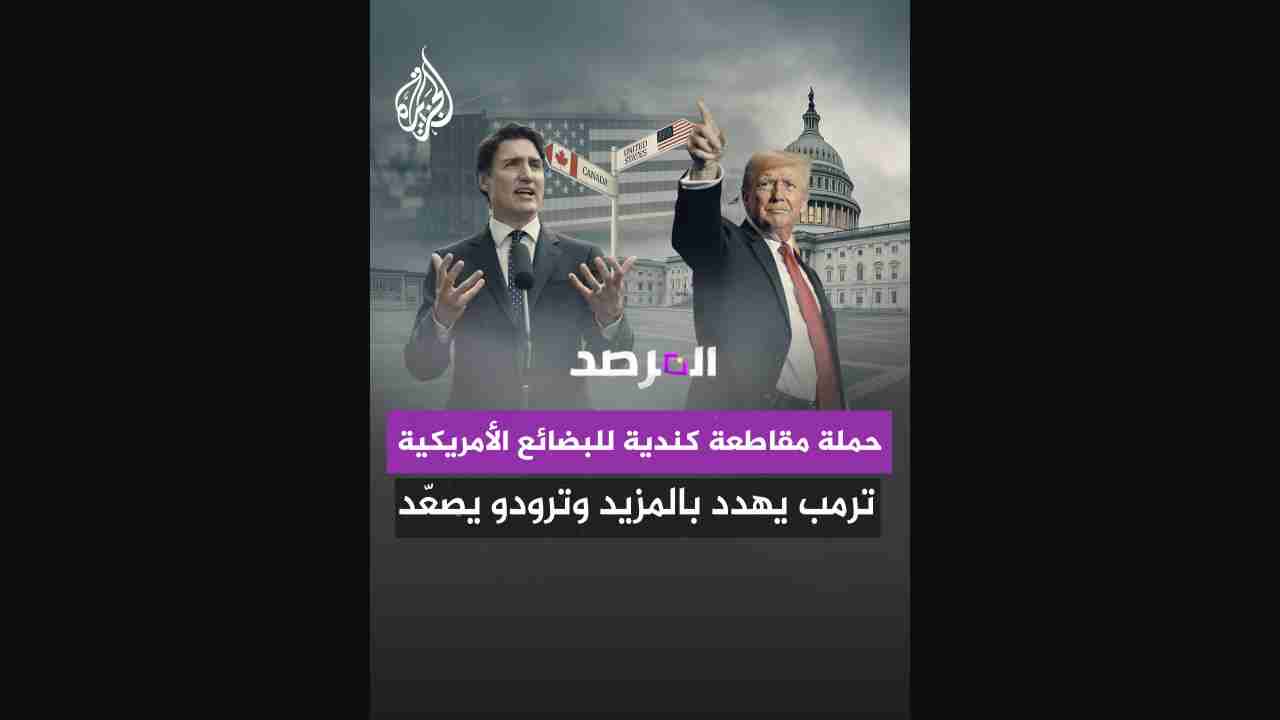 الجزيرة
CANADA
UNITED
STATES
المرصد
حملة مقاطعة كندية للبضائع الأمريكية
ترمب يهدد بالمزيد وترودو يصعّد